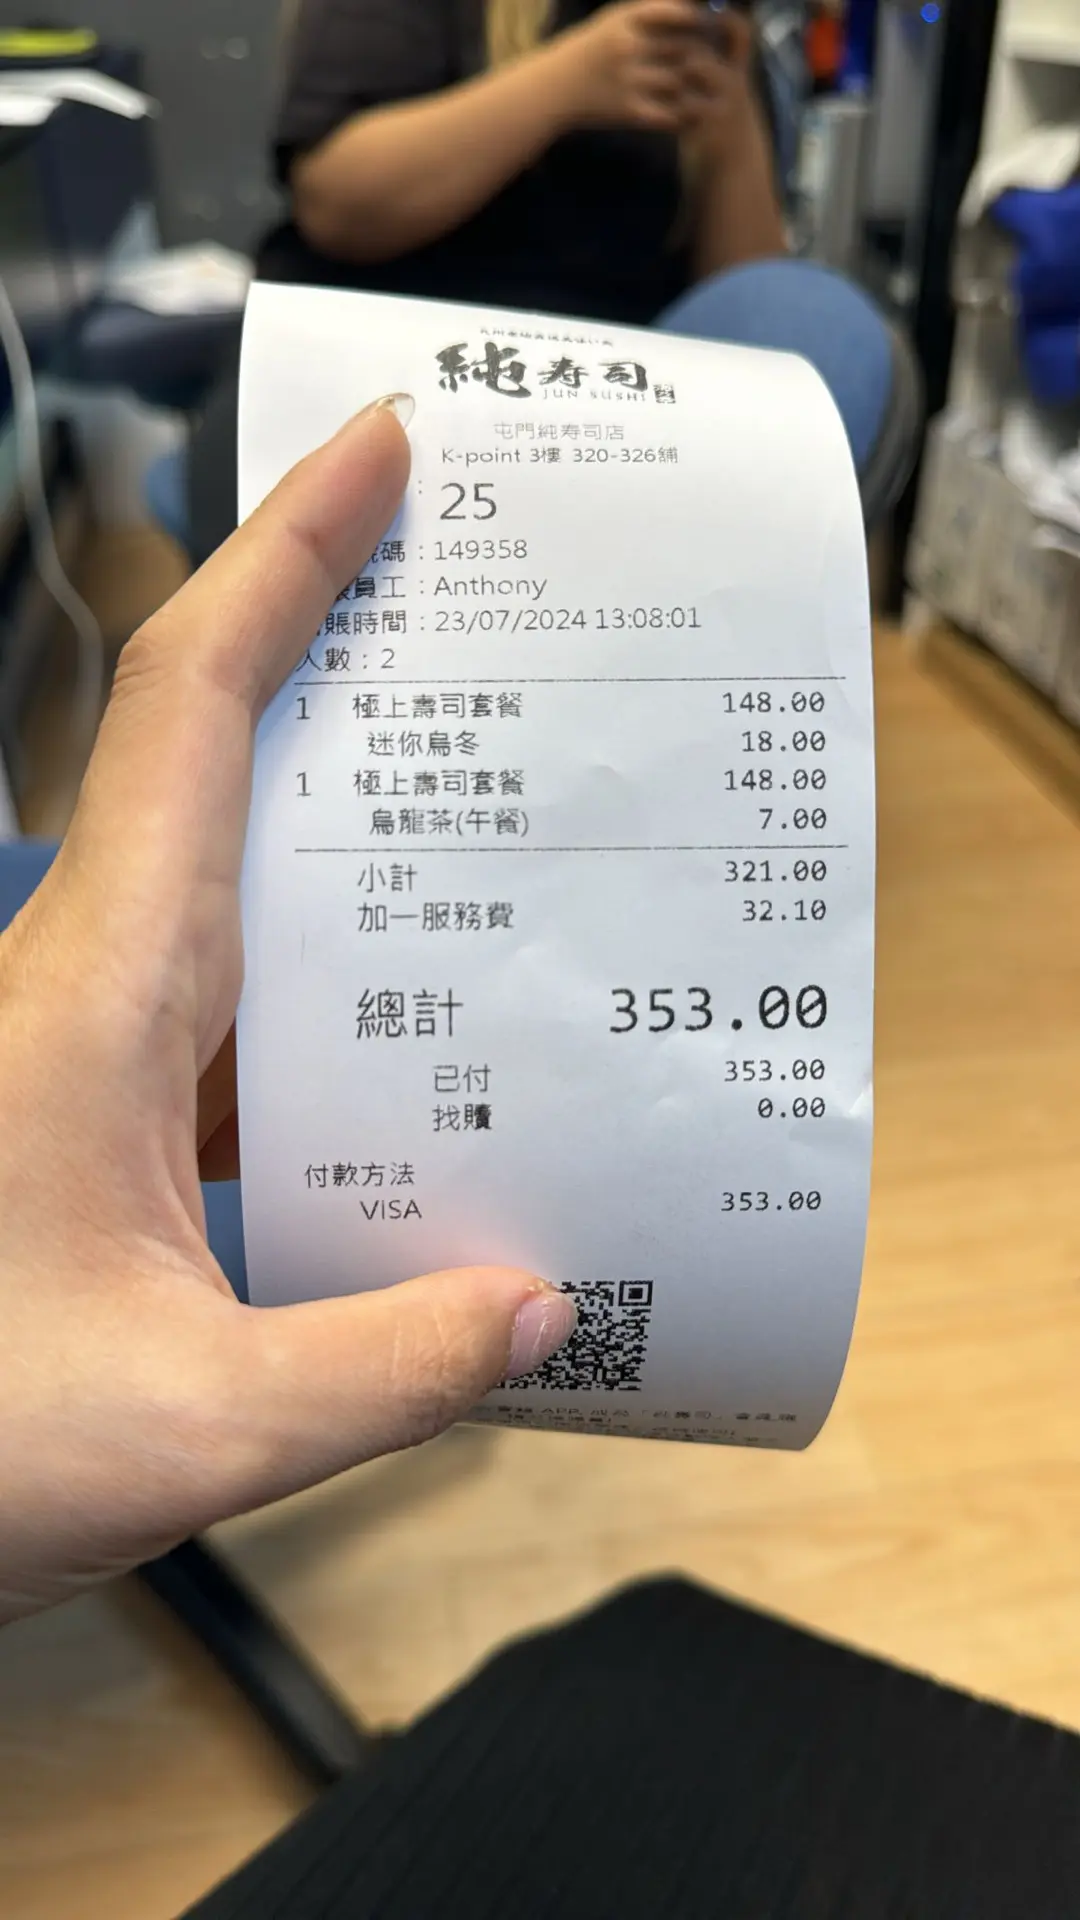 純寿司
JUN SUSHI
屯門純寿司店
K-point 3樓 320-326舖
: 25
碼 : 149358
員工 : Anthony
賬時間 : 23/07/2024 13:08:01
人數 : 2
1 極上壽司套餐 148.00
迷你烏冬 18.00
1 極上壽司套餐 148.00
烏龍茶(午餐) 7.00
小計 321.00
加一服務費 32.10
總計 353.00
已付 353.00
找贖 0.00
付款方法
VISA 353.00